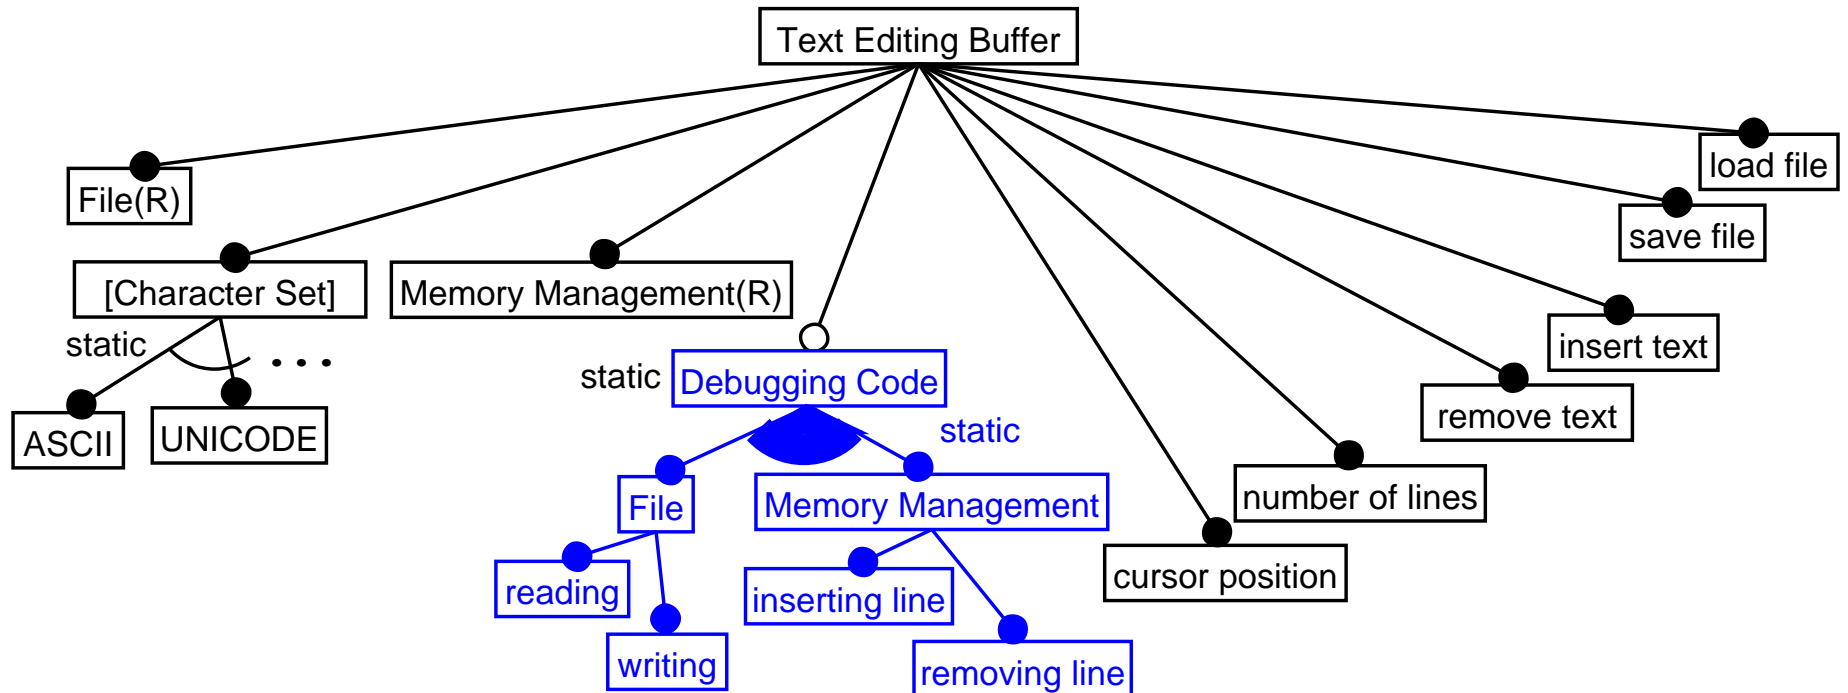 Text Editing Buffer
load file
File(R)
save file
[Character Set]
Memory Management(R)
static
. . .
insert text
static
Debugging Code
remove text
static
ASCII
UNICODE
number of lines
File
Memory Management
cursor position
reading
inserting line
writing
removing line